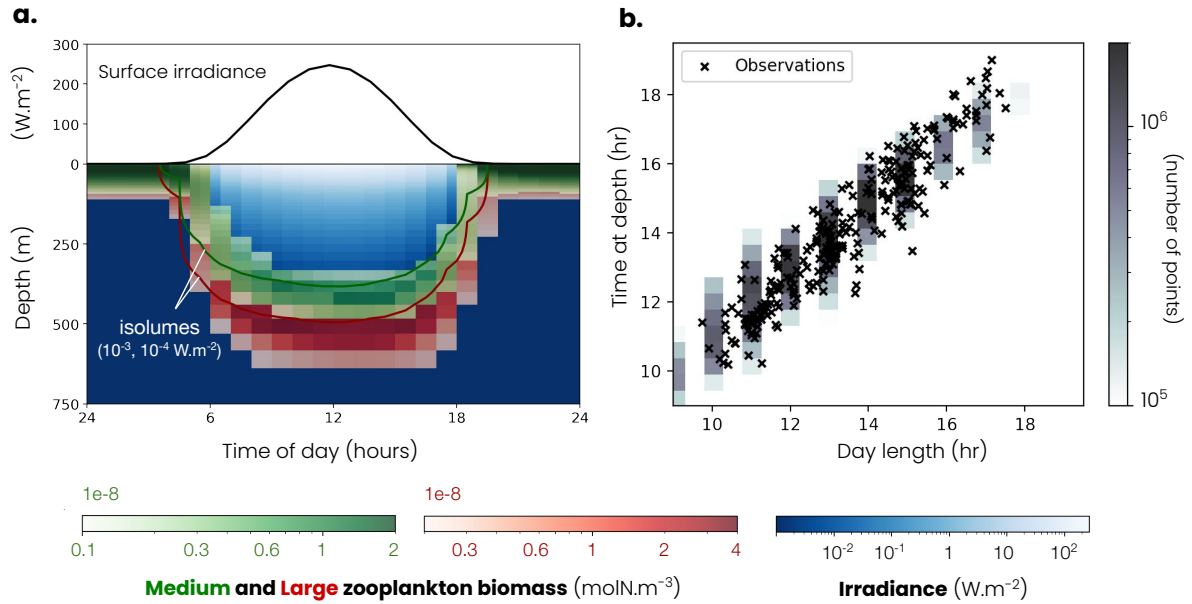 a.
300
200
100
0
(W.m⁻²)
Surface irradiance
250
500
750
Depth (m)
isolumes
(10⁻³, 10⁻⁴ W.m⁻²)
24 6 12 18 24
Time of day (hours)
b.
Observations
18
16
14
12
10
Time at depth (hr)
10 12 14 16 18
Day length (hr)
10⁶
10⁵
(number of points)
1e-8
0.1 0.3 0.6 1 2
1e-8
0.3 0.6 1 2 4
Medium and Large zooplankton biomass (molN.m⁻³)
10⁻² 10⁻¹ 1 10¹ 10²
Irradiance (W.m⁻²)